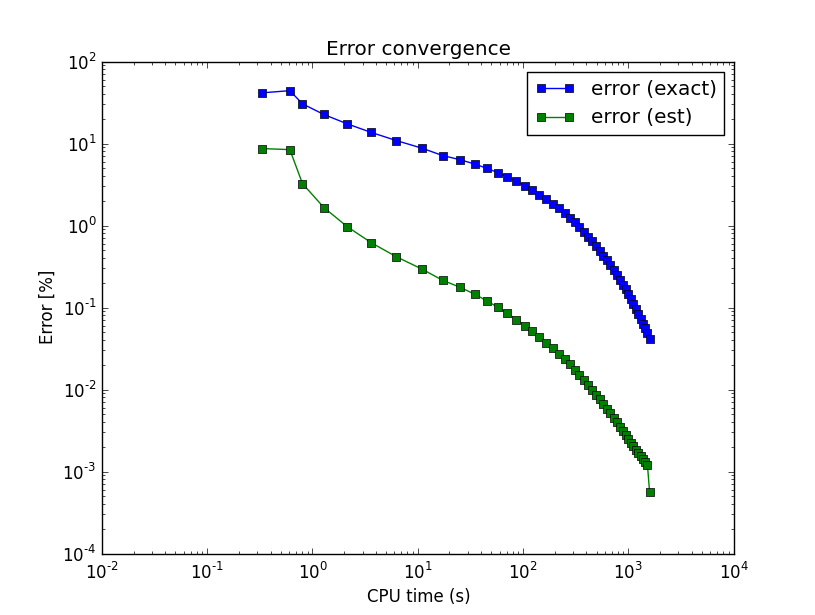 Error convergence
error (exact)
error (est)
10^2
10^1
10^0
10^-1
10^-2
10^-3
10^-4
Error [%]
10^-2 10^-1 10^0 10^1 10^2 10^3 10^4
CPU time (s)